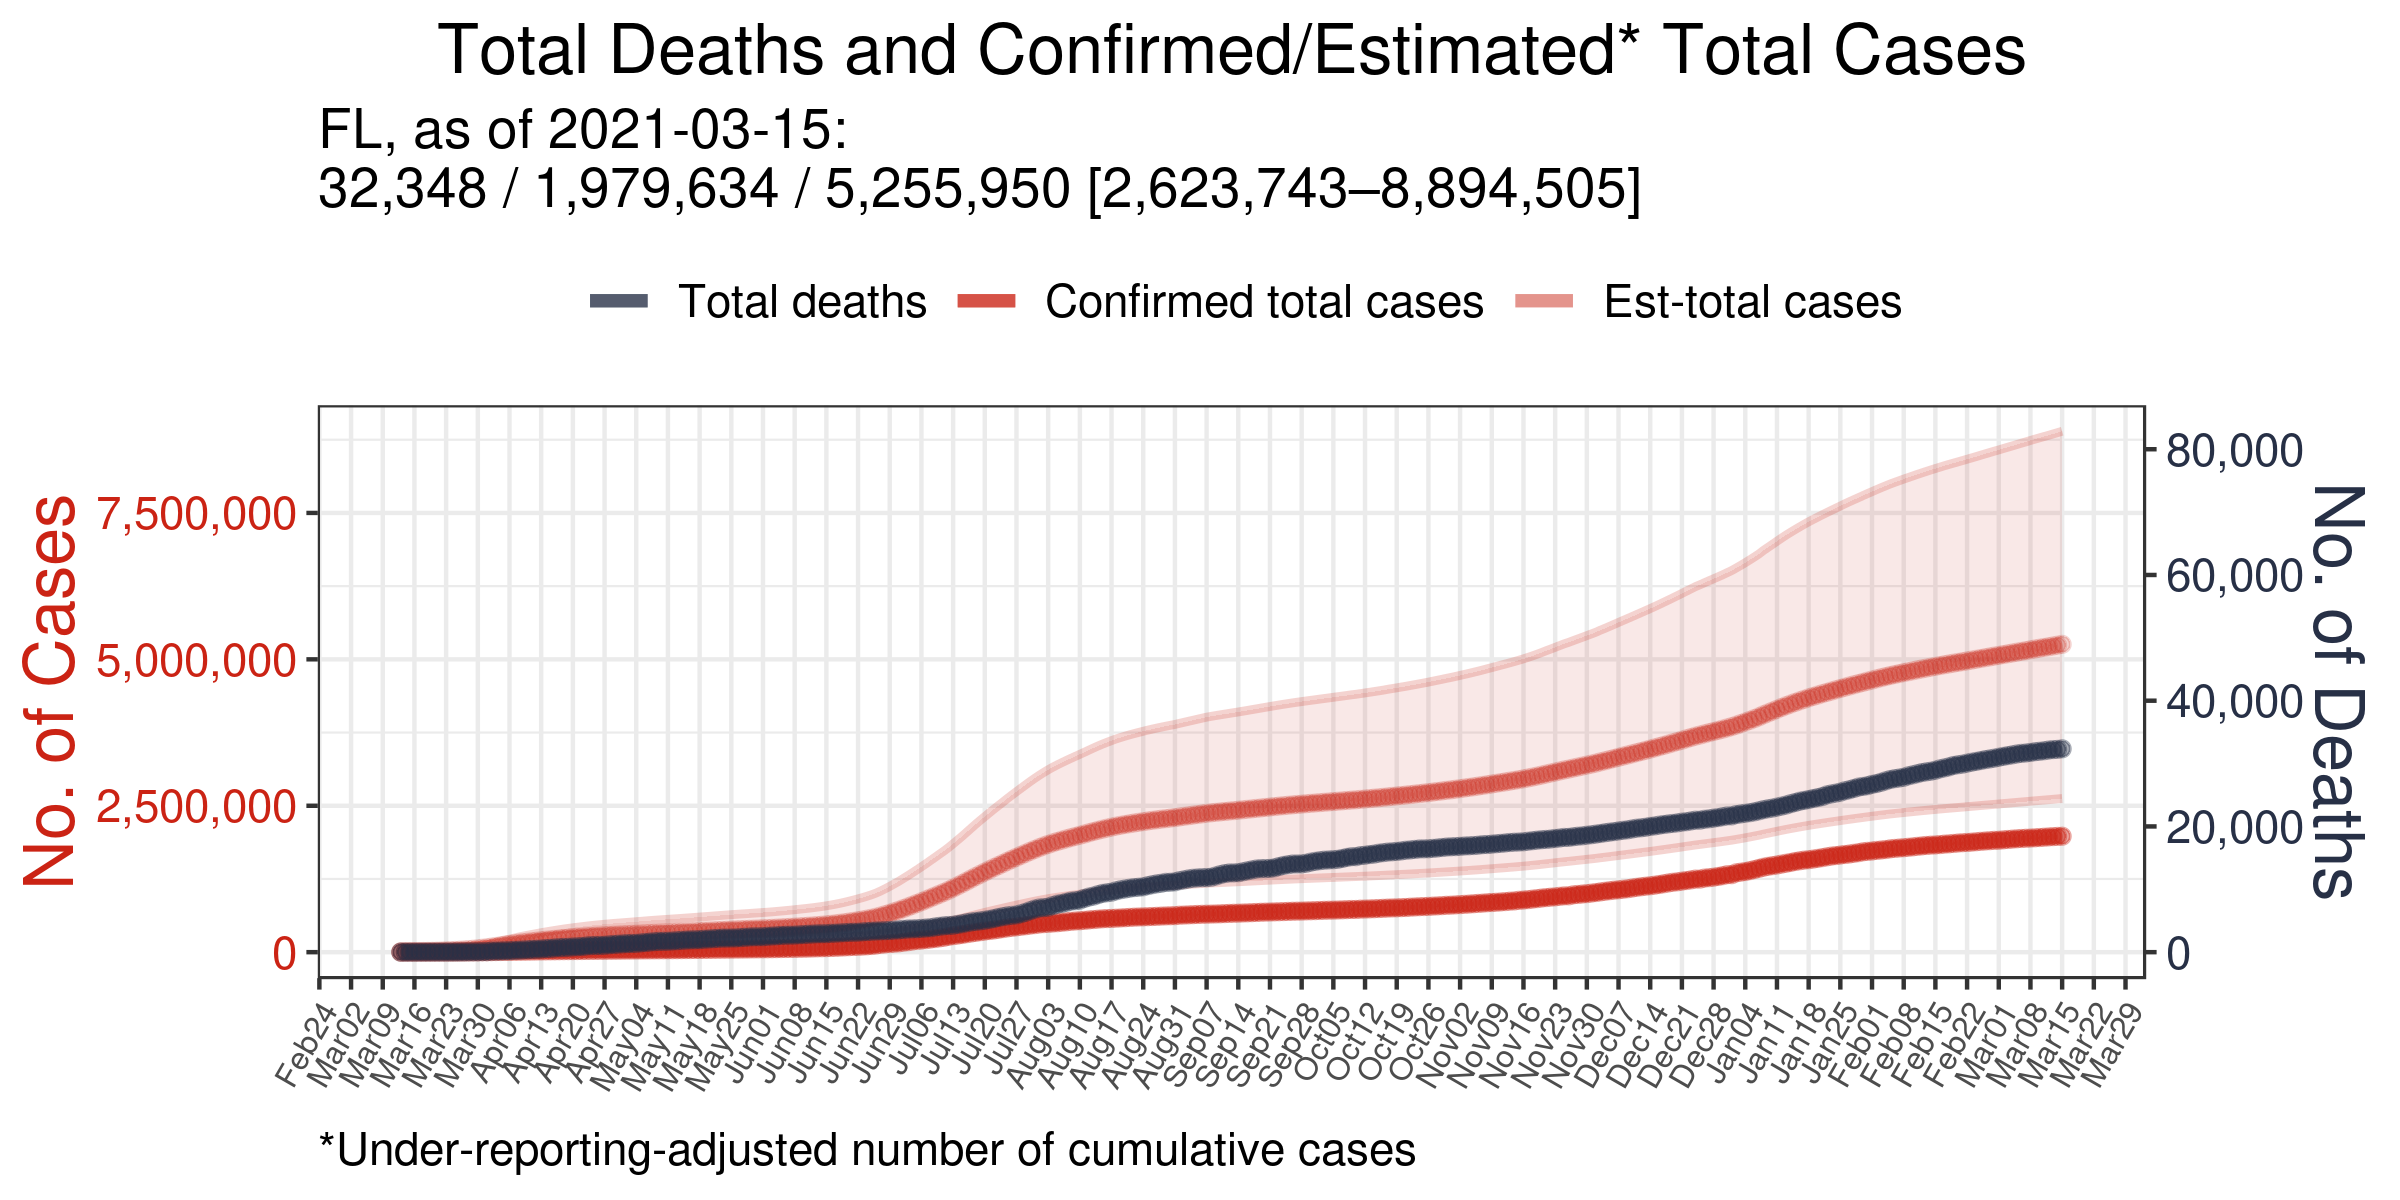 Total Deaths and Confirmed/Estimated* Total Cases
FL, as of 2021-03-15:
32,348 / 1,979,634 / 5,255,950 [2,623,743–8,894,505]
Total deaths
Confirmed total cases
Est-total cases
No. of Cases
7,500,000
5,000,000
2,500,000
0
80,000
60,000
40,000
20,000
0
No. of Deaths
Feb24
Mar02
Mar09
Mar16
Mar23
Mar30
Apr06
Apr13
Apr20
Apr27
May04
May11
May18
May25
Jun01
Jun08
Jun15
Jun22
Jun29
Jul06
Jul13
Jul20
Jul27
Aug03
Aug10
Aug17
Aug24
Aug31
Sep07
Sep14
Sep21
Sep28
Oct05
Oct12
Oct19
Oct26
Nov02
Nov09
Nov16
Nov23
Nov30
Dec07
Dec14
Dec21
Dec28
Jan04
Jan11
Jan18
Jan25
Feb01
Feb08
Feb15
Feb22
Mar01
Mar08
Mar15
Mar22
Mar29
*Under-reporting-adjusted number of cumulative cases